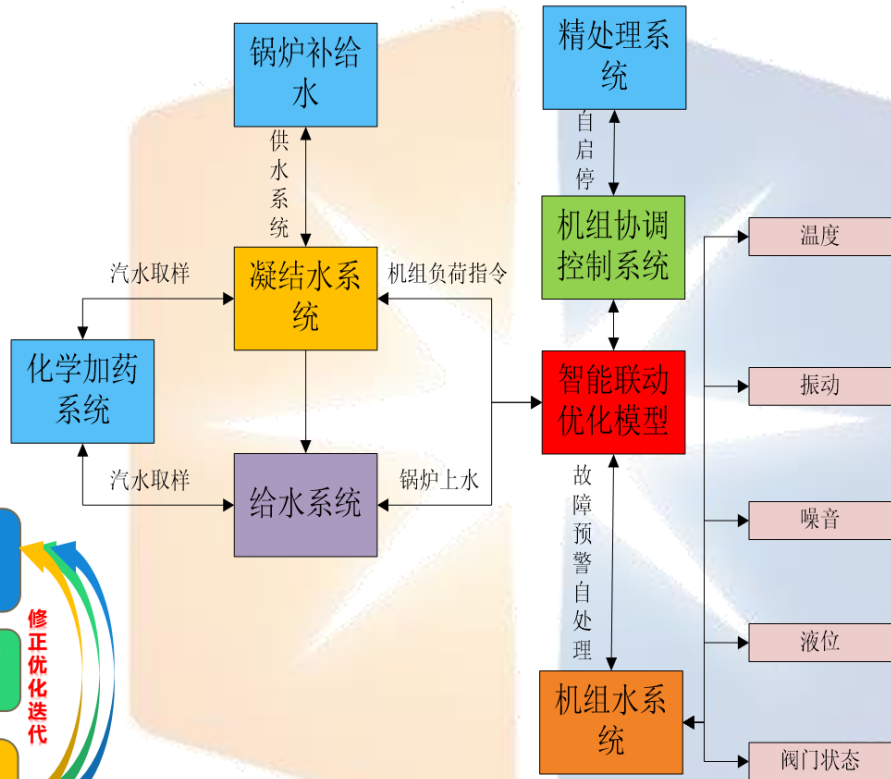 锅炉补给
水
精处理系
统
供水系统
自启停
机组协调
控制系统
温度
汽水取样
凝结水系
统
机组负荷指令
化学加药
系统
智能联动
优化模型
振动
汽水取样
给水系统
锅炉上水
故障预警自处理
噪音
修正优化迭代
液位
机组水系
统
阀门状态